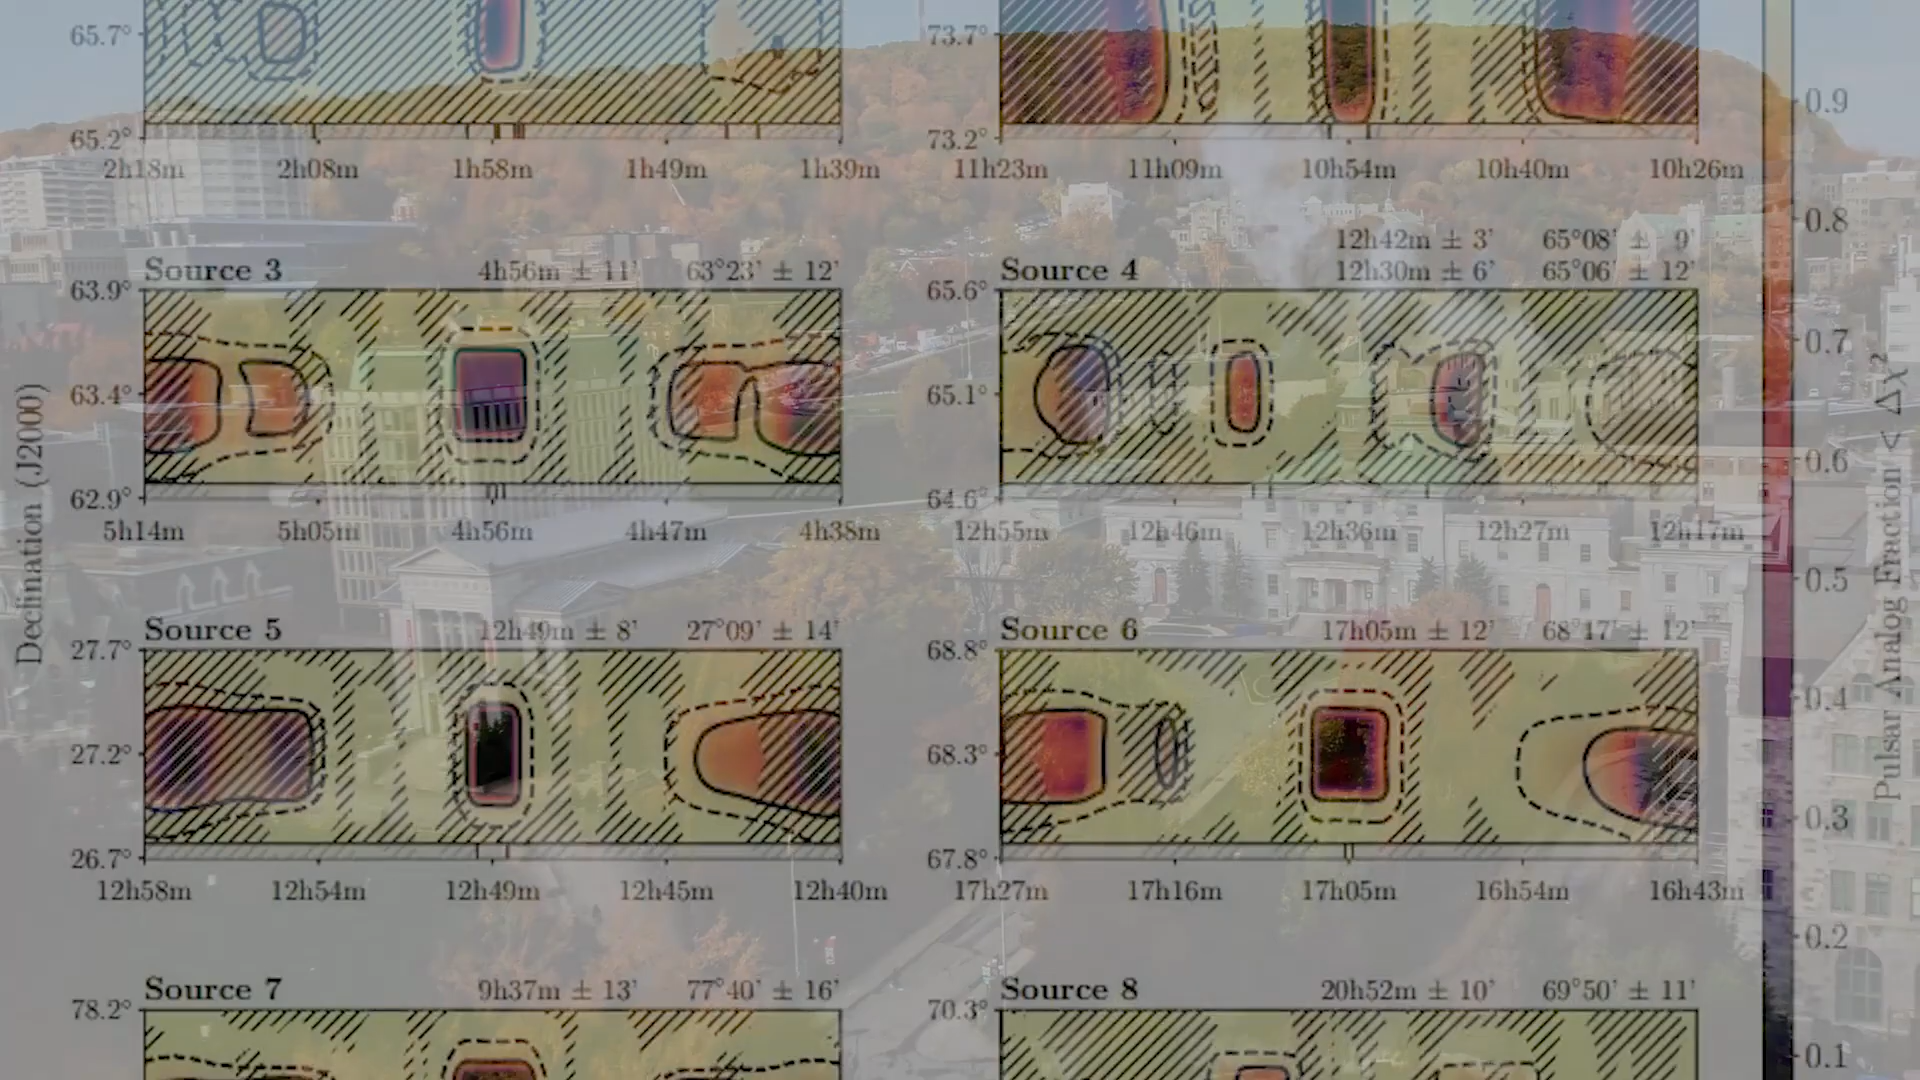 65.7°
65.2°
2h18m 2h08m 1h58m 1h49m 1h39m
73.7°
73.2°
11h23m 11h09m 10h54m 10h40m 10h26m
Source 3 4h56m ± 11' 63°23' ± 12'
63.9°
63.4°
62.9°
5h14m 5h05m 4h56m 4h47m 4h38m
12h42m ± 3' 65°08' ± 9'
Source 4 12h30m ± 6' 65°06' ± 12'
65.6°
65.1°
64.6°
12h55m 12h46m 12h36m 12h27m 12h17m
Source 5 12h49m ± 8' 27°09' ± 14'
27.7°
27.2°
26.7°
12h58m 12h54m 12h49m 12h45m 12h40m
Source 6 17h05m ± 12' 68°17' ± 12'
68.8°
68.3°
67.8°
17h27m 17h16m 17h05m 16h54m 16h43m
Source 7 9h37m ± 13' 77°40' ± 16'
78.2°
Source 8 20h52m ± 10' 69°50' ± 11'
70.3°
Declination (J2000)
0.9
0.8
0.7
0.6
0.5
0.4
0.3
0.2
0.1
Pulsar Analog Fraction < Δχ²